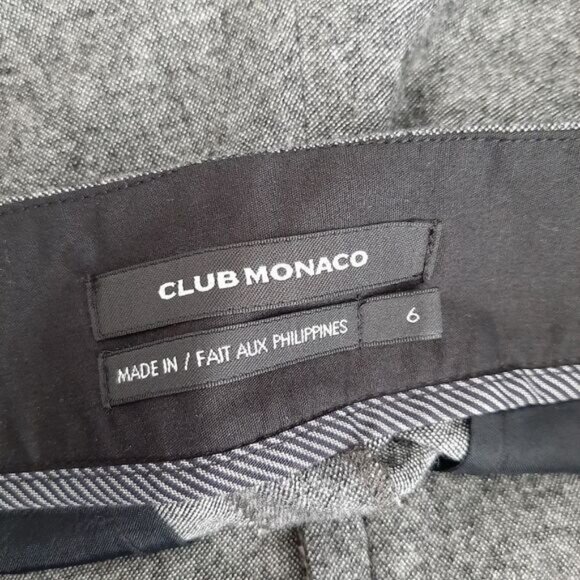 CLUB MONACO
MADE IN / FAIT AUX PHILIPPINES
6